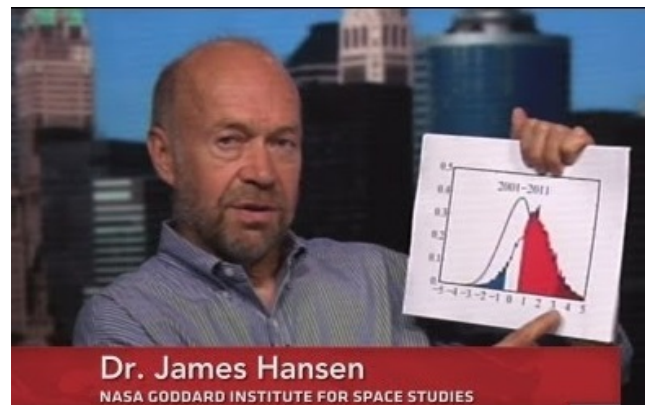 0.5
2001-2011
0.4
0.3
0.2
0.1
0.
-5 -4 -3 -2 -1 0 1 2 3 4 5
Dr. James Hansen
NASA GODDARD INSTITUTE FOR SPACE STUDIES